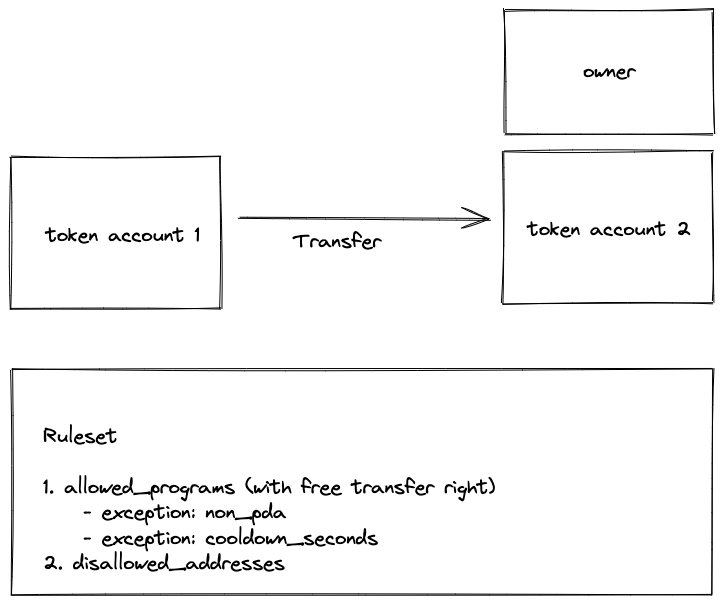 owner
token account 1
Transfer
token account 2
Ruleset
1. allowed_programs (with free transfer right)
- exception: non_pda
- exception: cooldown_seconds
2. disallowed_addresses